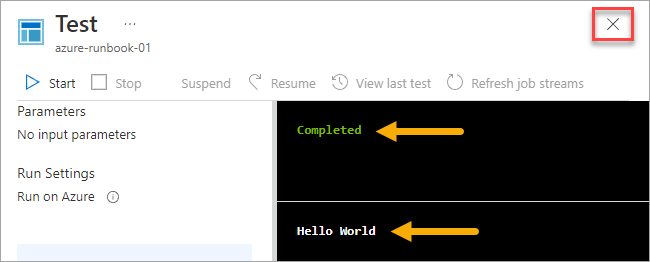 Test ...
azure-runbook-01
Start Stop Suspend Resume View last test Refresh job streams
Parameters
No input parameters
Completed
Run Settings
Run on Azure
Hello World